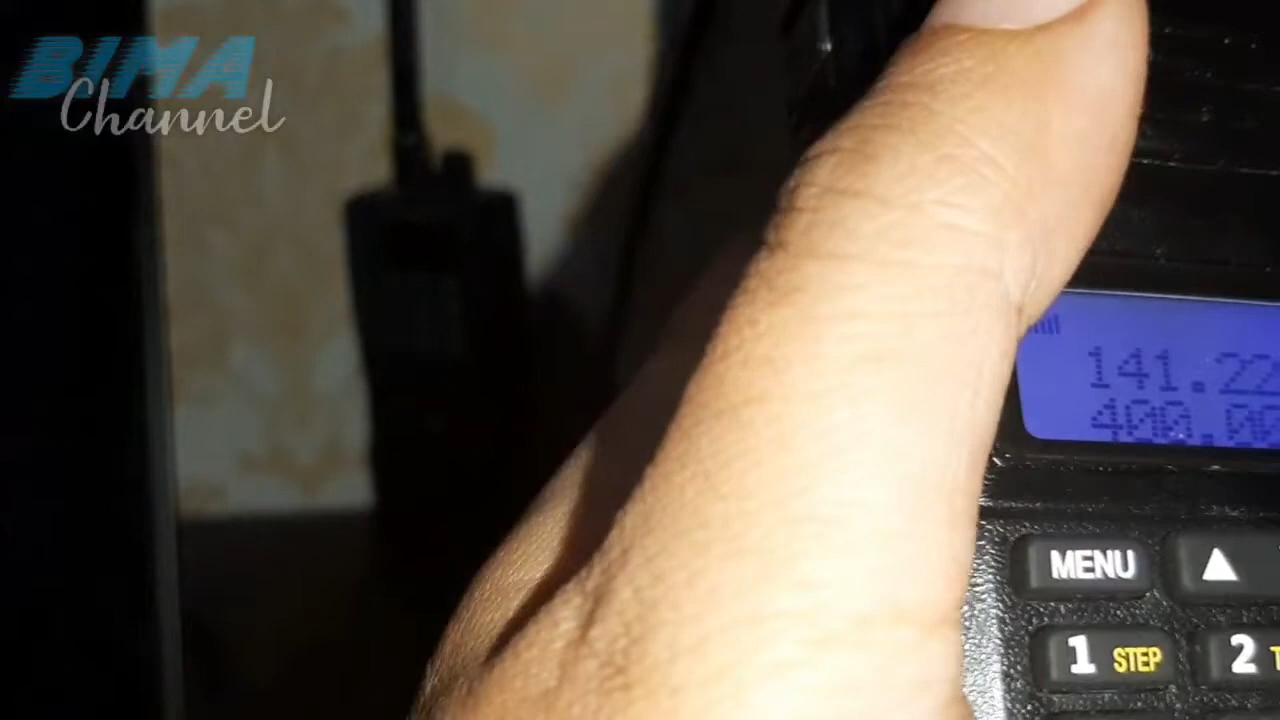 BIMA
Channel
141.22
400.00
MENU ▲
1 STEP 2